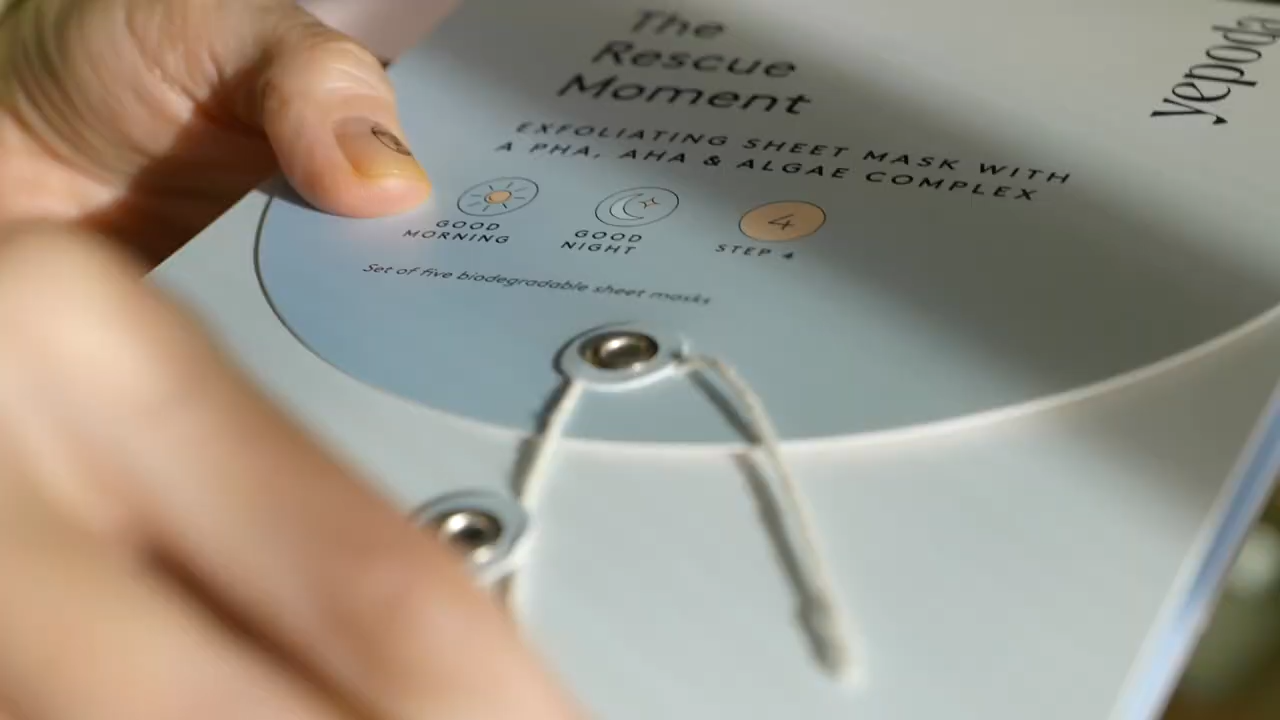 The
Rescue
Moment
yepoda
EXFOLIATING SHEET MASK WITH
A PHA, AHA & ALGAE COMPLEX
4
GOOD
MORNING
GOOD
NIGHT
STEP 4
Set of five biodegradable sheet masks